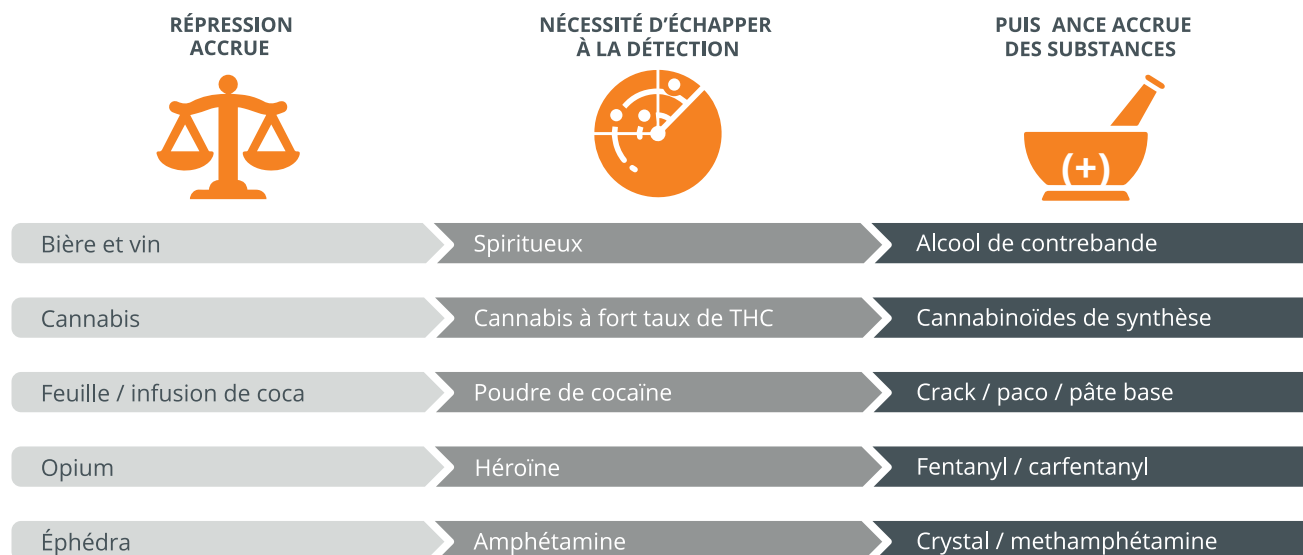 RÉPRESSION
ACCRUE
NÉCESSITÉ D'ÉCHAPPER
À LA DÉTECTION
PUIS ANCE ACCRUE
DES SUBSTANCES
(+)
Bière et vin
Spiritueux
Alcool de contrebande
Cannabis
Cannabis à fort taux de THC
Cannabinoïdes de synthèse
Feuille / infusion de coca
Poudre de cocaïne
Crack / paco / pâte base
Opium
Héroïne
Fentanyl / carfentanyl
Éphédra
Amphétamine
Crystal / methamphétamine